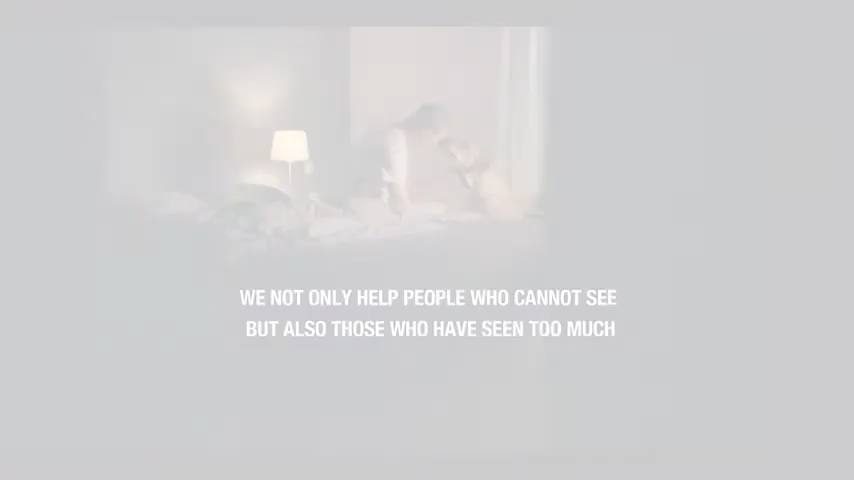 WE NOT ONLY HELP PEOPLE WHO CANNOT SEE
BUT ALSO THOSE WHO HAVE SEEN TOO MUCH